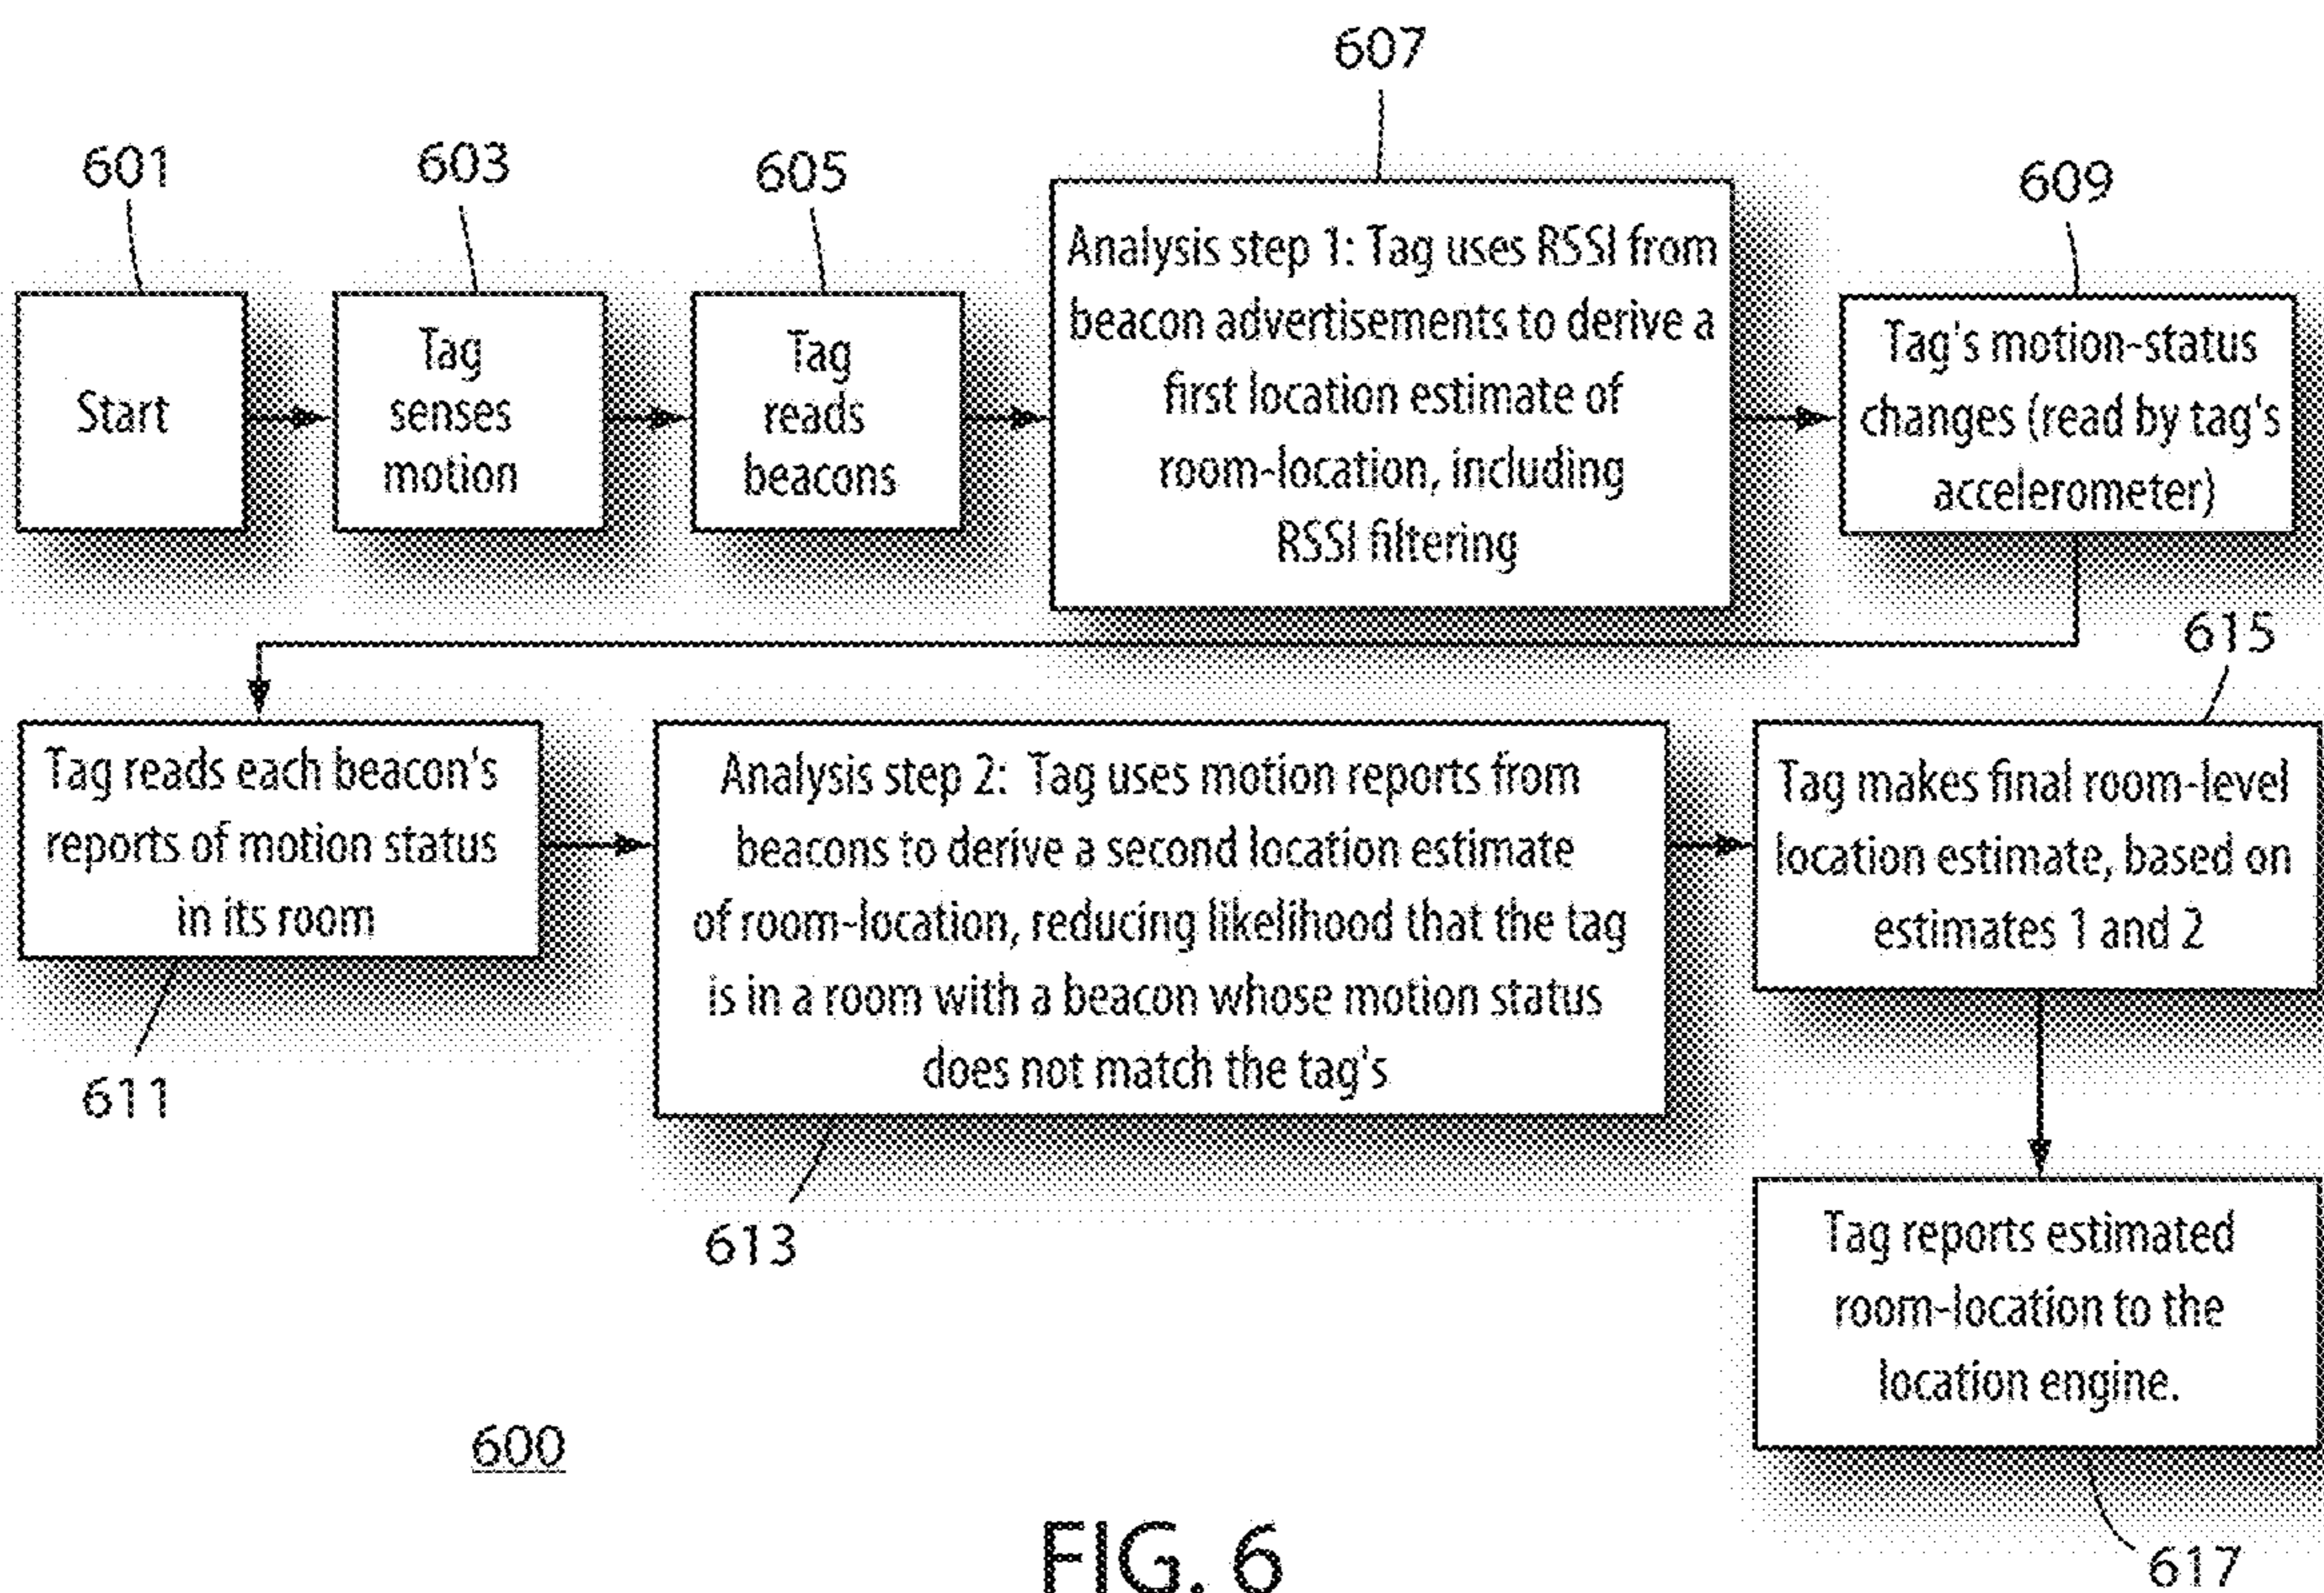 607
601
603
605
609
Start
Tag
senses
motion
Tag
reads
beacons
Analysis step 1: Tag uses RSSI from
beacon advertisements to derive a
first location estimate of
room-location, including
RSSI filtering
Tag's motion-status
changes (read by tag's
accelerometer)
615
Tag reads each beacon's
reports of motion status
in its room
611
Analysis step 2: Tag uses motion reports from
beacons to derive a second location estimate
of room-location, reducing likelihood that the tag
is in a room with a beacon whose motion status
does not match the tag's
613
Tag makes final room-level
location estimate, based on
estimates 1 and 2
Tag reports estimated
room-location to the
location engine.
617
600
FIG. 6